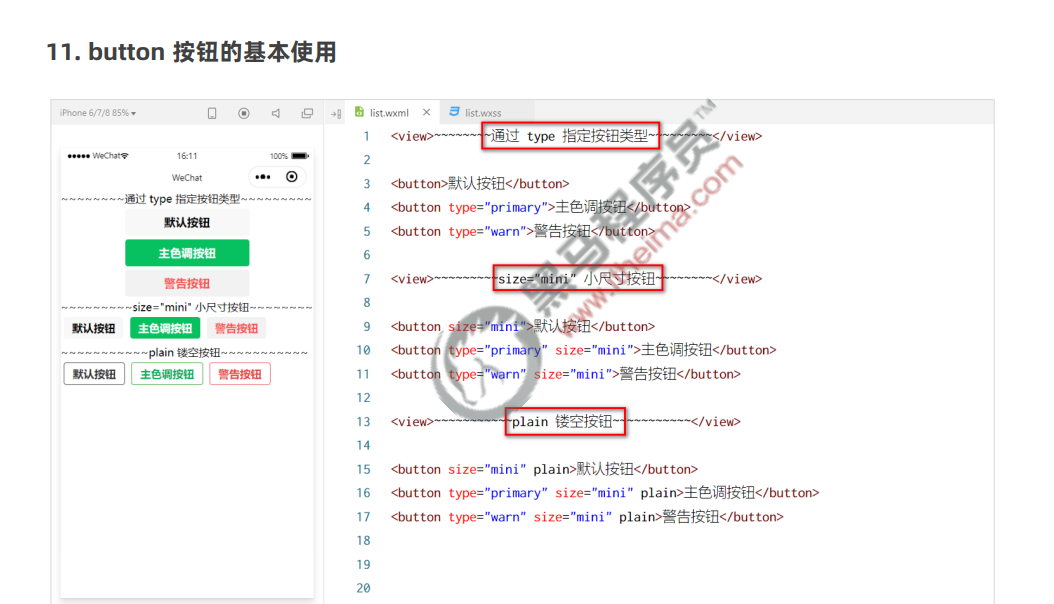 11. button 按钮的基本使用
iPhone 6/7/8 85%
list.wxml
list.wxss
WeChat
16:11
100%
WeChat
~~~~~~~~通过 type 指定按钮类型~~~~~~~~~
默认按钮
主色调按钮
警告按钮
~~~~~~~~~size="mini" 小尺寸按钮~~~~~~~~
默认按钮 主色调按钮 警告按钮
~~~~~~~~~~~plain 镂空按钮~~~~~~~~~~~
默认按钮 主色调按钮 警告按钮
1 <view>~~~~~~~~通过 type 指定按钮类型~~~~~~~~~</view>
2
3 <button>默认按钮</button>
4 <button type="primary">主色调按钮</button>
5 <button type="warn">警告按钮</button>
6
7 <view>~~~~~~~~~size="mini" 小尺寸按钮~~~~~~~~</view>
8
9 <button size="mini">默认按钮</button>
10 <button type="primary" size="mini">主色调按钮</button>
11 <button type="warn" size="mini">警告按钮</button>
12
13 <view>~~~~~~~~~~~plain 镂空按钮~~~~~~~~~~~</view>
14
15 <button size="mini" plain>默认按钮</button>
16 <button type="primary" size="mini" plain>主色调按钮</button>
17 <button type="warn" size="mini" plain>警告按钮</button>
18
19
20
黑马程序员™
www.itheima.com